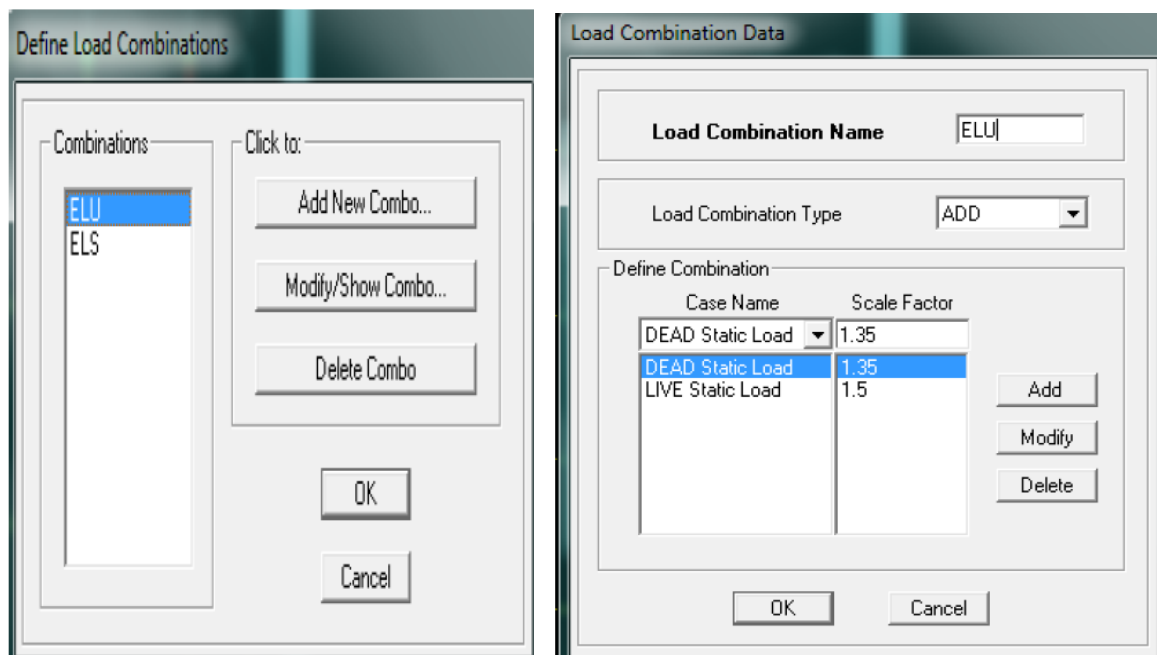 Define Load Combinations
Combinations
ELU
ELS
Click to:
Add New Combo...
Modify/Show Combo...
Delete Combo
OK
Cancel
Load Combination Data
Load Combination Name ELU
Load Combination Type ADD
Define Combination
Case Name Scale Factor
DEAD Static Load 1.35
DEAD Static Load 1.35
LIVE Static Load 1.5
Add
Modify
Delete
OK Cancel